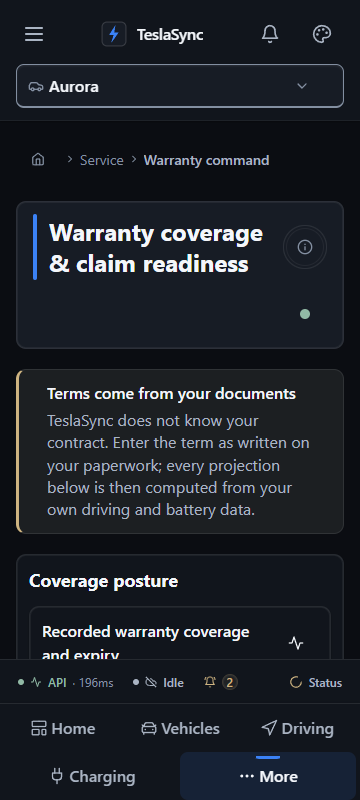 TeslaSync
Aurora
Service
Warranty command
Warranty coverage
& claim readiness
Terms come from your documents
TeslaSync does not know your
contract. Enter the term as written on
your paperwork; every projection
below is then computed from your
own driving and battery data.
Coverage posture
Recorded warranty coverage
and expiry
API · 196ms
Idle
2
Status
Home
Vehicles
Driving
Charging
More